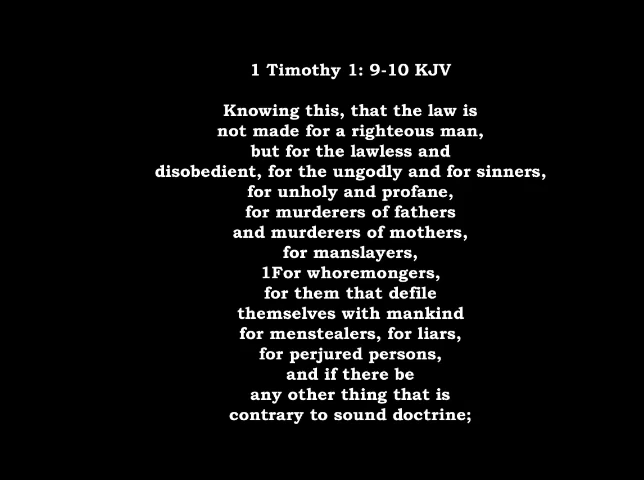 1 Timothy 1: 9-10 KJV
Knowing this, that the law is
not made for a righteous man,
but for the lawless and
disobedient, for the ungodly and for sinners,
for unholy and profane,
for murderers of fathers
and murderers of mothers,
for manslayers,
1For whoremongers,
for them that defile
themselves with mankind
for menstealers, for liars,
for perjured persons,
and if there be
any other thing that is
contrary to sound doctrine;